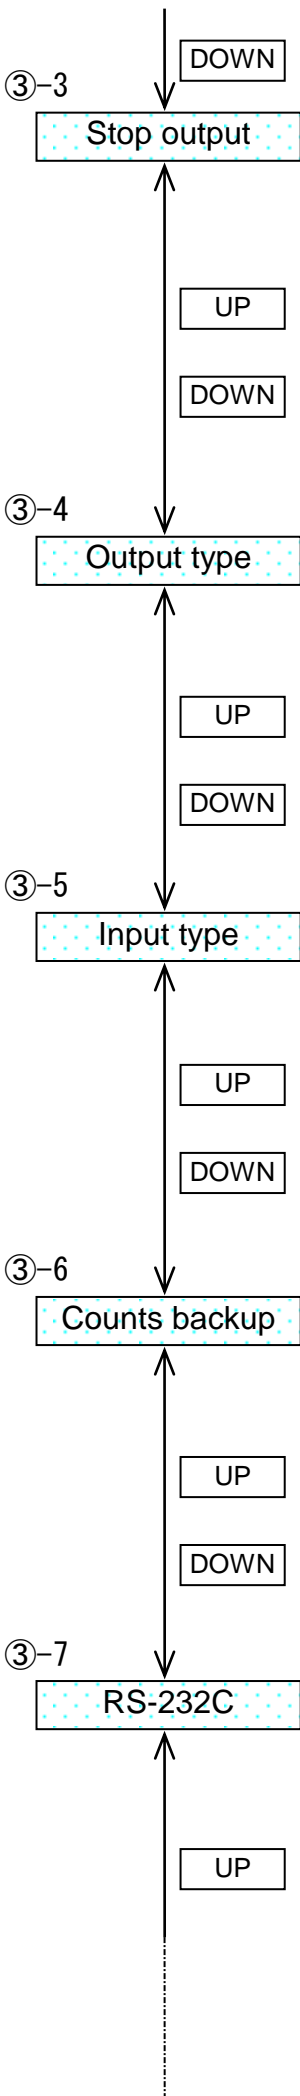 DOWN
③-3
Stop output
UP
DOWN
③-4
Output type
UP
DOWN
③-5
Input type
UP
DOWN
③-6
Counts backup
UP
DOWN
③-7
RS-232C
UP